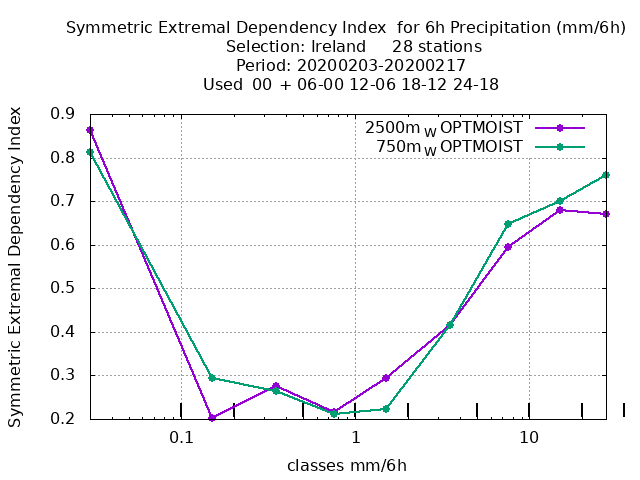 Symmetric Extremal Dependency Index  for 6h Precipitation (mm/6h)
Selection: Ireland     28 stations
Period: 20200203-20200217
Used  00  + 06-00 12-06 18-12 24-18
Symmetric Extremal Dependency Index
0.9
0.8
0.7
0.6
0.5
0.4
0.3
0.2
2500m W OPTMOIST
750m W OPTMOIST
0.1 1 10
classes mm/6h